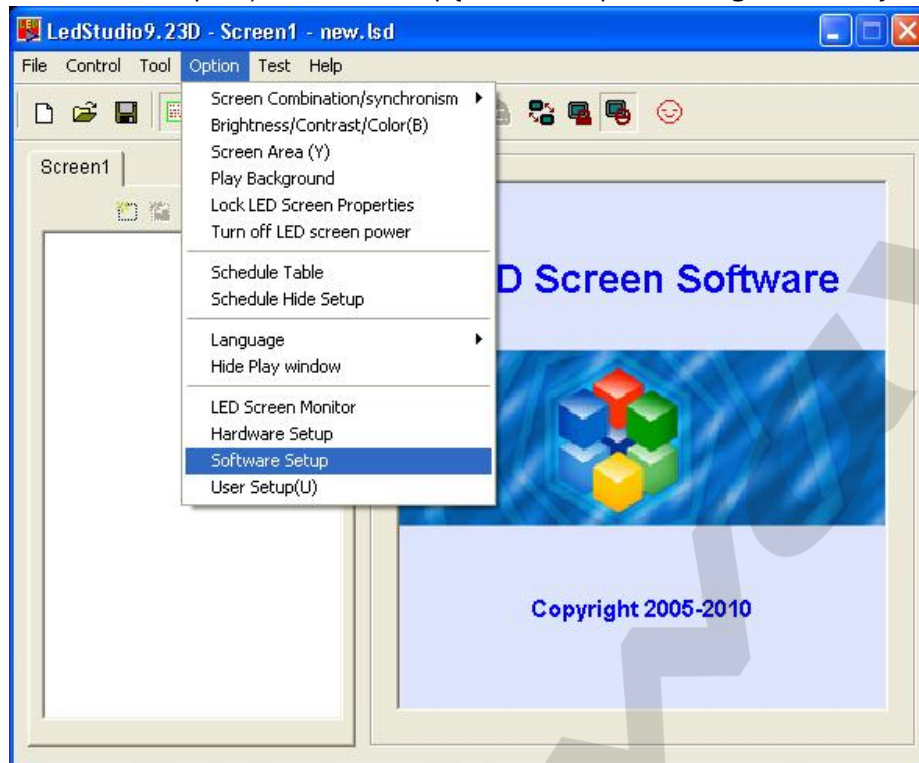 LedStudio9.23D - Screen1 - new.lsd
File Control Tool Option Test Help
Screen Combination/synchronism
Brightness/Contrast/Color(B)
Screen Area (Y)
Play Background
Lock LED Screen Properties
Turn off LED screen power
Schedule Table
Schedule Hide Setup
Language
Hide Play window
LED Screen Monitor
Hardware Setup
Software Setup
User Setup(U)
Screen1
D Screen Software
Copyright 2005-2010